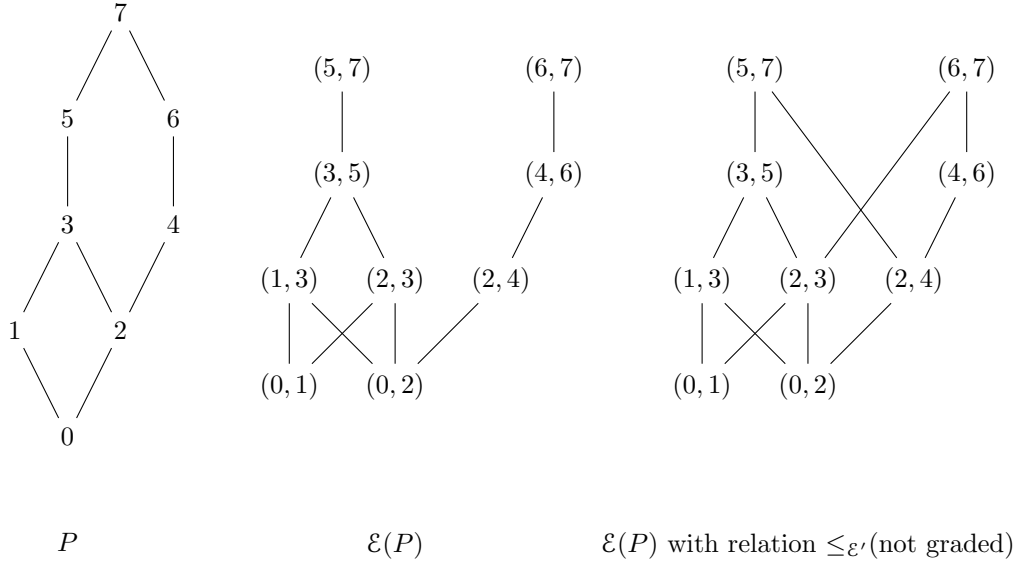 7
(5, 7) (6, 7) (5, 7) (6, 7)
5 6
(3, 5) (4, 6) (3, 5) (4, 6)
3 4
(1, 3) (2, 3) (2, 4) (1, 3) (2, 3) (2, 4)
1 2
(0, 1) (0, 2) (0, 1) (0, 2)
0
P ℰ(P) ℰ(P) with relation ≤ℰ′(not graded)